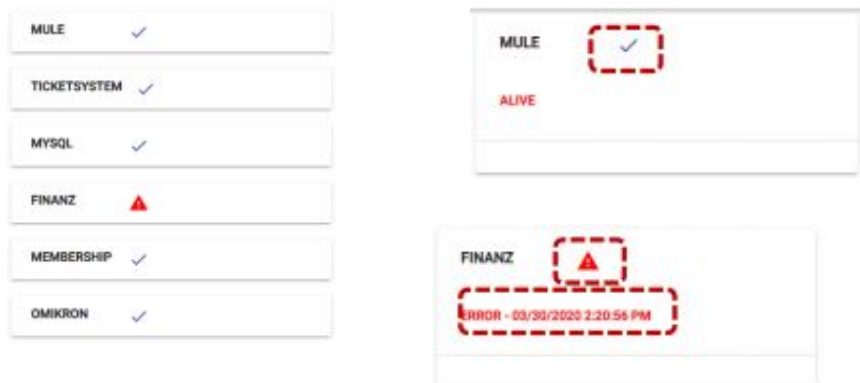 MULE
TICKETSYSTEM
MYSQL
FINANZ
MEMBERSHIP
OMIKRON
MULE
ALIVE
FINANZ
ERROR - 03/30/2020 2:20:56 PM